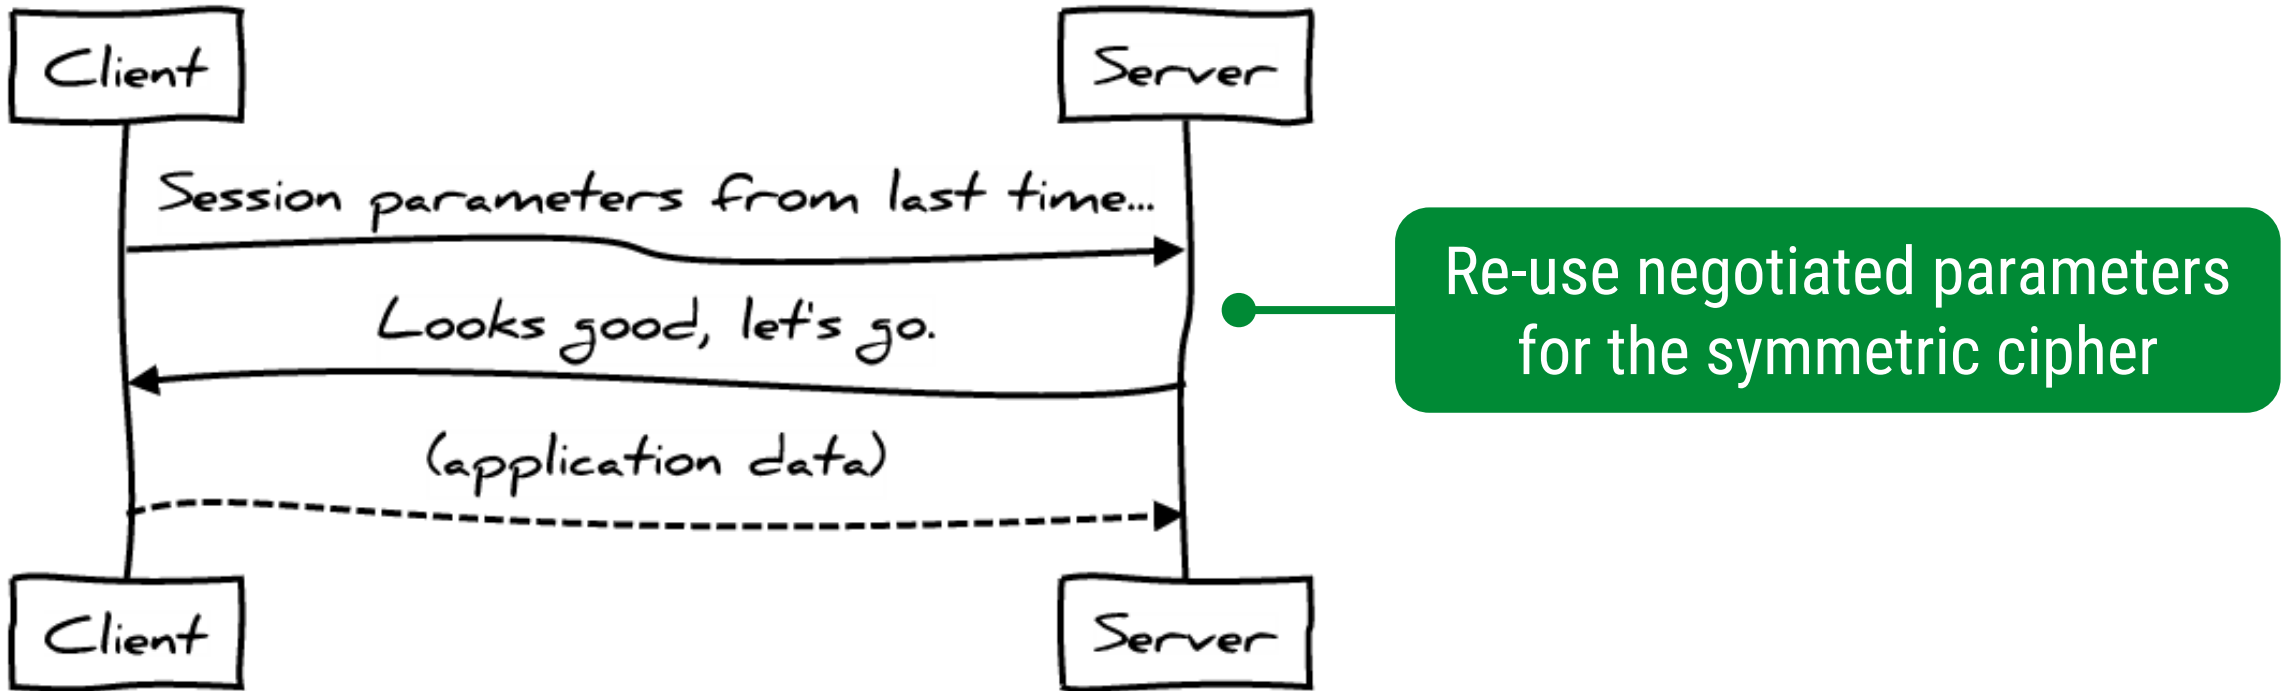 Client
Server
Session parameters from last time...
Re-use negotiated parameters
for the symmetric cipher
Looks good, let's go.
(application data)
Client
Server